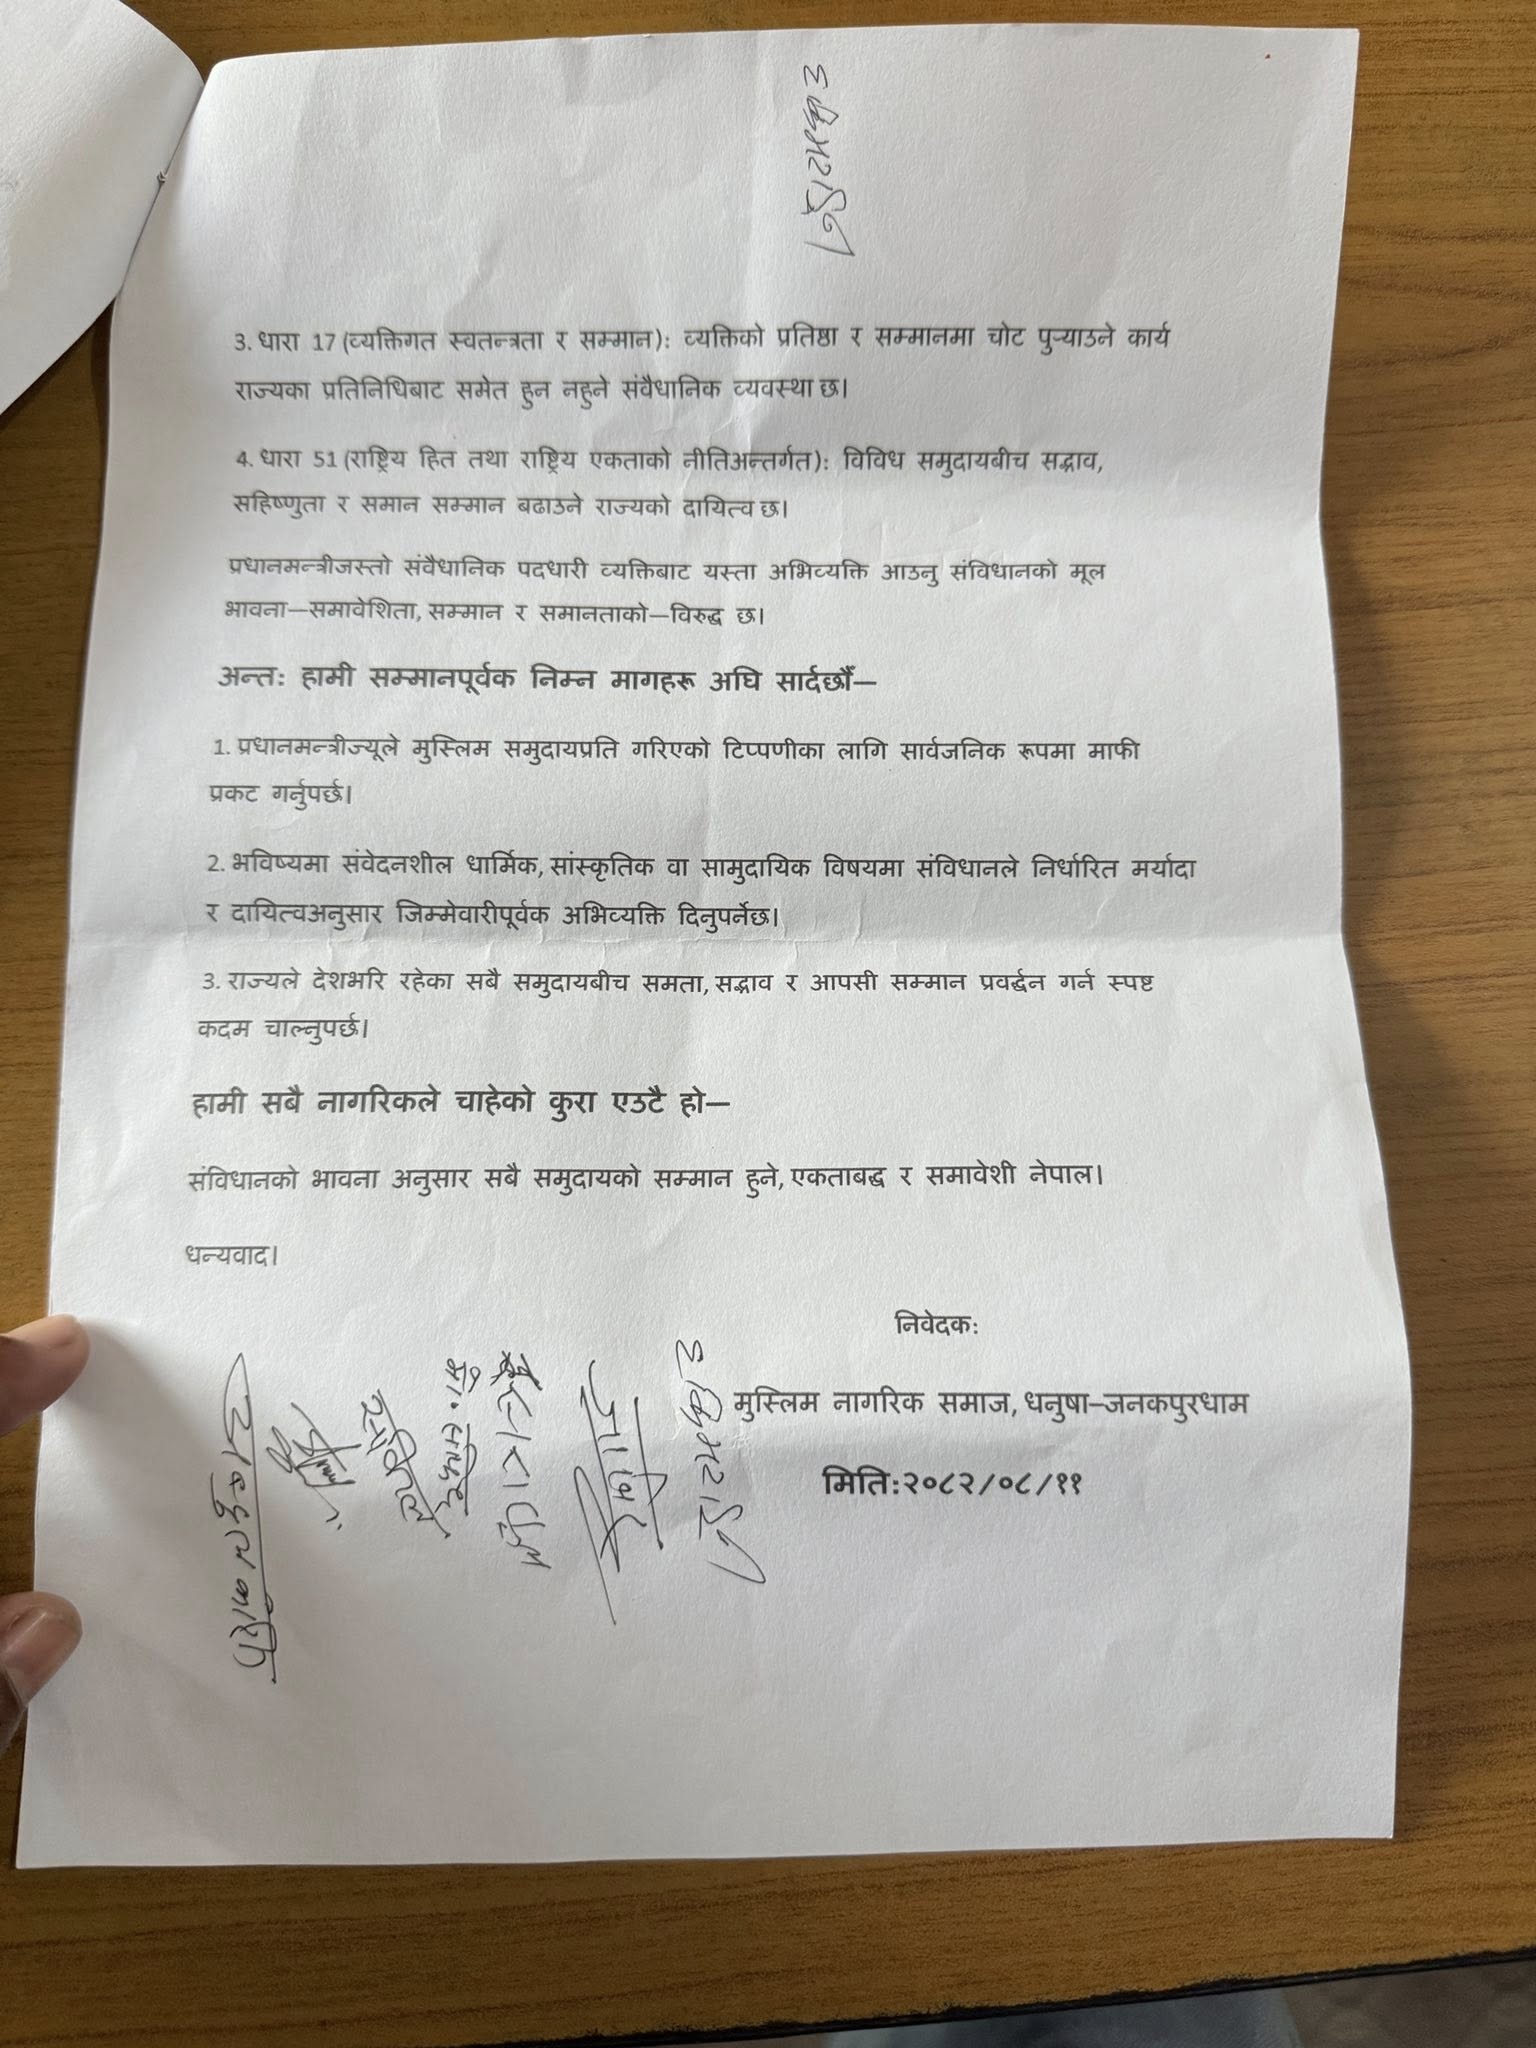 3. धारा 17 (व्यक्तिगत स्वतन्त्रता र सम्मान): व्यक्तिको प्रतिष्ठा र सम्मानमा चोट पुऱ्याउने कार्य
राज्यका प्रतिनिधिबाट समेत हुन नहुने संवैधानिक व्यवस्था छ।
4. धारा 51 (राष्ट्रिय हित तथा राष्ट्रिय एकताको नीतिअन्तर्गत): विविध समुदायबीच सद्भाव,
सहिष्णुता र समान सम्मान बढाउने राज्यको दायित्व छ।
प्रधानमन्त्रीजस्तो संवैधानिक पदधारी व्यक्तिबाट यस्ता अभिव्यक्ति आउनु संविधानको मूल
भावना—समावेशिता, सम्मान र समानताको—विरुद्ध छ।
अन्त: हामी सम्मानपूर्वक निम्न मागहरू अघि सार्दछौँ—
1. प्रधानमन्त्रीज्यूले मुस्लिम समुदायप्रति गरिएको टिप्पणीका लागि सार्वजनिक रूपमा माफी
प्रकट गर्नुपर्छ।
2. भविष्यमा संवेदनशील धार्मिक, सांस्कृतिक वा सामुदायिक विषयमा संविधानले निर्धारित मर्यादा
र दायित्वअनुसार जिम्मेवारीपूर्वक अभिव्यक्ति दिनुपर्नेछ।
3. राज्यले देशभरि रहेका सबै समुदायबीच समता, सद्भाव र आपसी सम्मान प्रवर्द्धन गर्न स्पष्ट
कदम चाल्नुपर्छ।
हामी सबै नागरिकले चाहेको कुरा एउटै हो—
संविधानको भावना अनुसार सबै समुदायको सम्मान हुने, एकताबद्ध र समावेशी नेपाल।
धन्यवाद।
निवेदक:
मुस्लिम नागरिक समाज, धनुषा–जनकपुरधाम
मिति:२०८२/०८/११